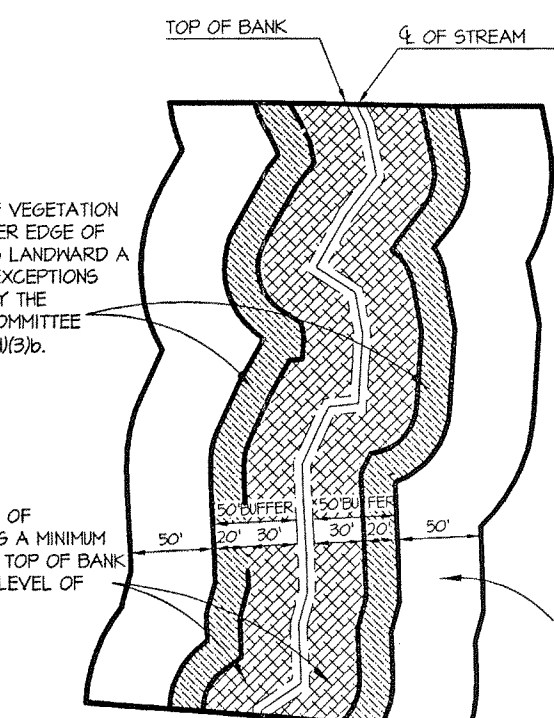 TOP OF BANK
℄ OF STREAM
VEGETATION
ER EDGE OF
LANDWARD A
EXCEPTIONS
Y THE
OMMITTEE
)(3)b.
50' BUFFER
50' BUFFER
OF
A MINIMUM
TOP OF BANK
LEVEL OF
50'
20'
30'
30'
20'
50'